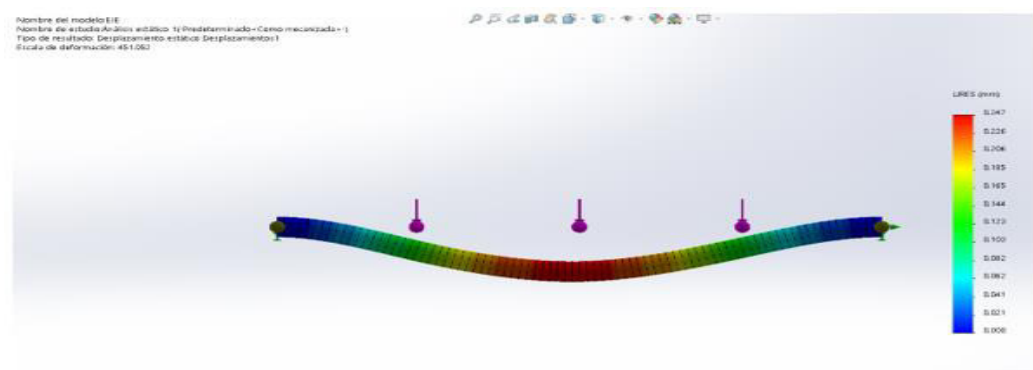 Nombre del modelo:EJE
Nombre de estudio:Análisis estático 1(-Predeterminado<Como mecanizada>-)
Tipo de resultado: Desplazamiento estático Desplazamientos1
Escala de deformación: 451.052
URES (mm)
0.247
0.226
0.206
0.185
0.165
0.144
0.123
0.103
0.082
0.062
0.041
0.021
0.000